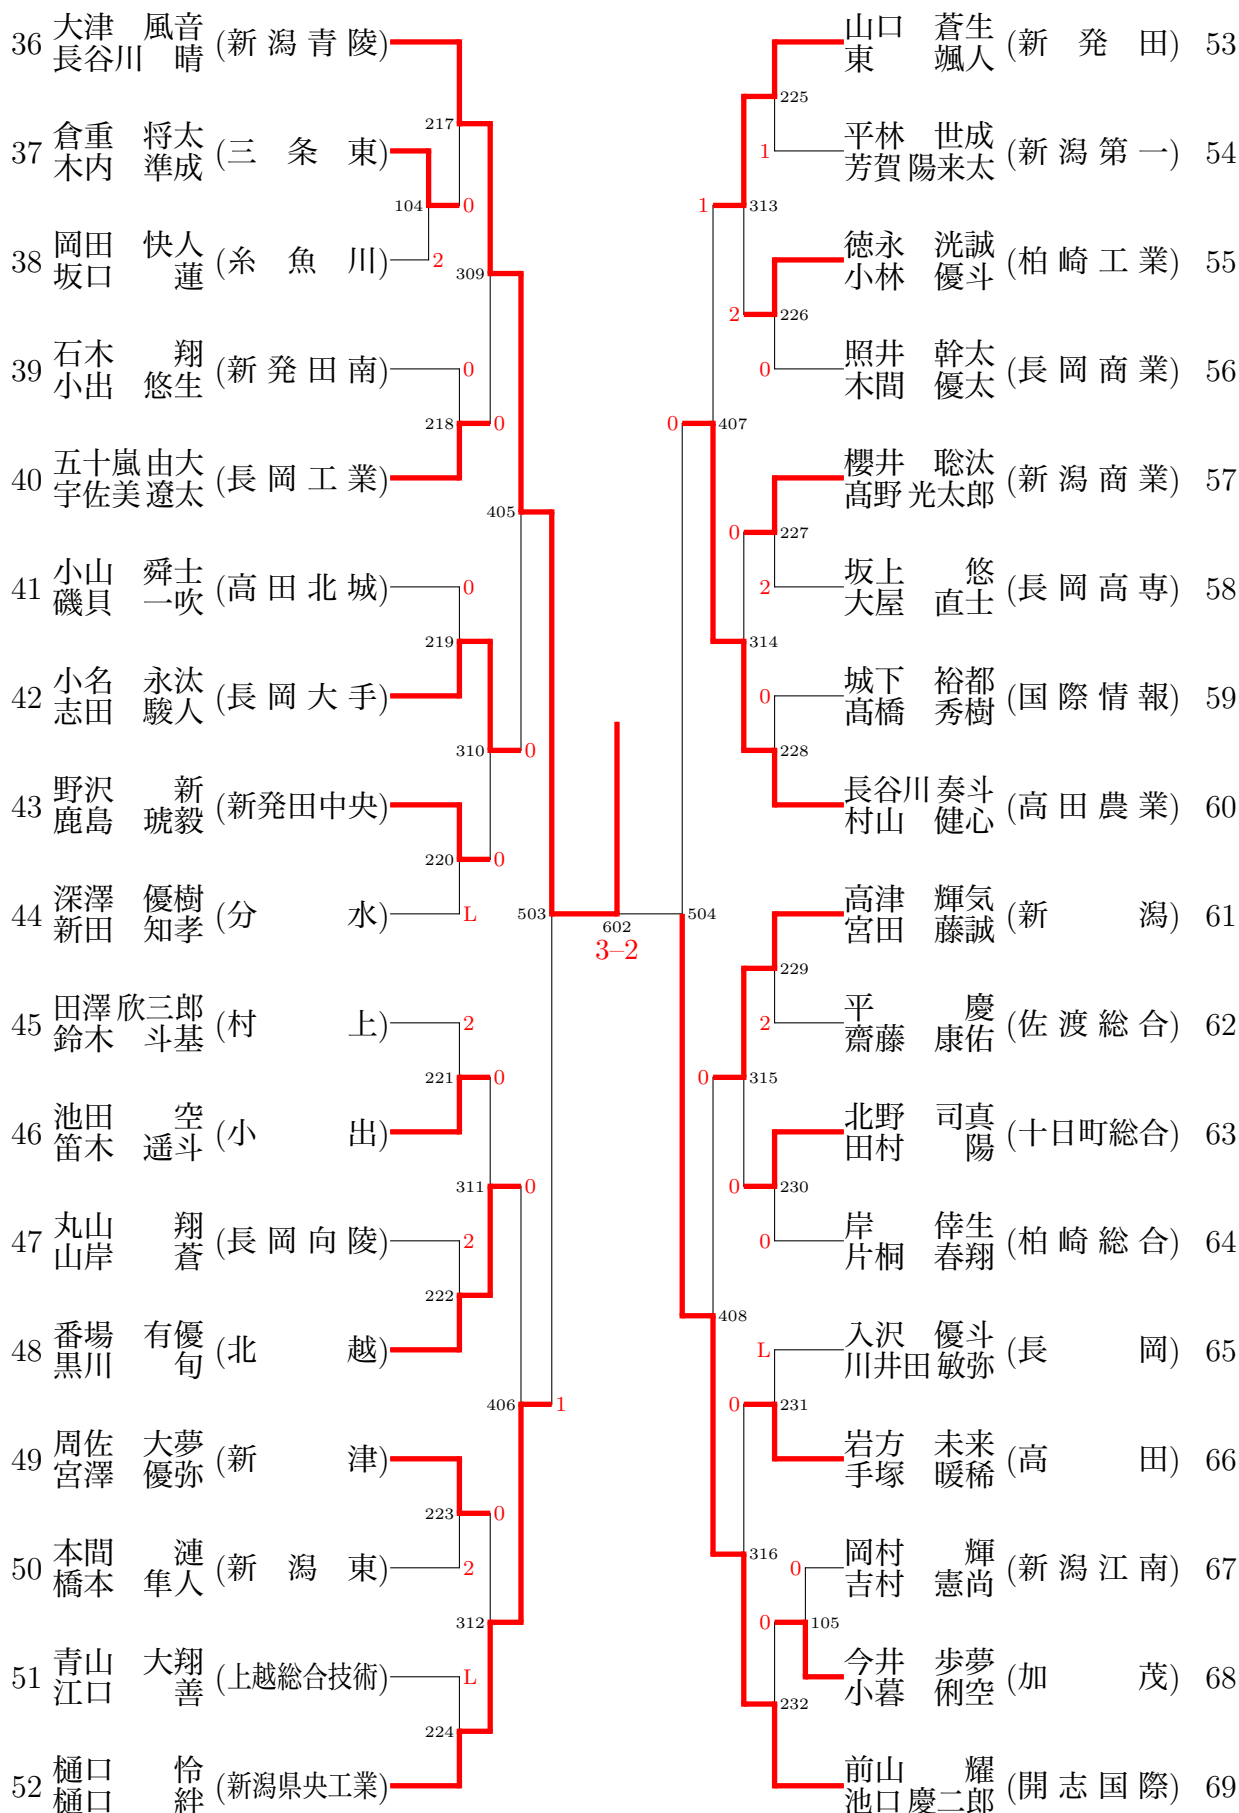 36 大津 風音 (新潟青陵)
長谷川 晴
217
37 倉重 将太 (三条東)
木内 準成
104 0
38 岡田 快人 (糸魚川) 2
坂口 蓮
309
39 石木 翔 (新発田南) 0
小出 悠生
218 0
40 五十嵐由大 (長岡工業)
宇佐美遼太
405
41 小山 舜士 (高田北城) 0
磯貝 一吹
219
42 小名 永汰 (長岡大手)
志田 駿人
310 0
43 野沢 新 (新発田中央)
鹿島 琥毅
220 0
44 深澤 優樹 (分水) L
新田 知孝
503
602
3–2
45 田澤欣三郎 (村上) 2
鈴木 斗基
221 0
46 池田 空 (小出)
笛木 遥斗
311 0
47 丸山 翔 (長岡向陵) 2
山岸 蒼
222
48 番場 有優 (北越)
黒川 旬
406 1
49 周佐 大夢 (新津)
宮澤 優弥
223 0
50 本間 漣 (新潟東) 2
橋本 隼人
312
51 青山 大翔 (上越総合技術) L
江口 善
224
52 樋口 怜 (新潟県央工業)
樋口 絆
山口 蒼生 (新発田) 53
東 颯人
225
1 平林 世成 (新潟第一) 54
芳賀陽来太
1 313
徳永 洸誠 (柏崎工業) 55
小林 優斗
2 226
0 照井 幹太 (長岡商業) 56
木間 優太
0 407
櫻井 聡汰 (新潟商業) 57
髙野光太郎
0 227
2 坂上 悠 (長岡高専) 58
大屋 直士
314
0 城下 裕都 (国際情報) 59
髙橋 秀樹
228
長谷川奏斗 (高田農業) 60
村山 健心
504
高津 輝気 (新潟) 61
宮田 藤誠
229
2 平 慶 (佐渡総合) 62
齋藤 康佑
0 315
北野 司真 (十日町総合) 63
田村 陽
0 230
0 岸 倖生 (柏崎総合) 64
片桐 春翔
408
L 入沢 優斗 (長岡) 65
川井田敏弥
0 231
岩方 未来 (高田) 66
手塚 暖稀
316
0 岡村 輝 (新潟江南) 67
吉村 憲尚
0 105
今井 歩夢 (加茂) 68
小暮 俐空
232
前山 耀 (開志国際) 69
池口慶二郎